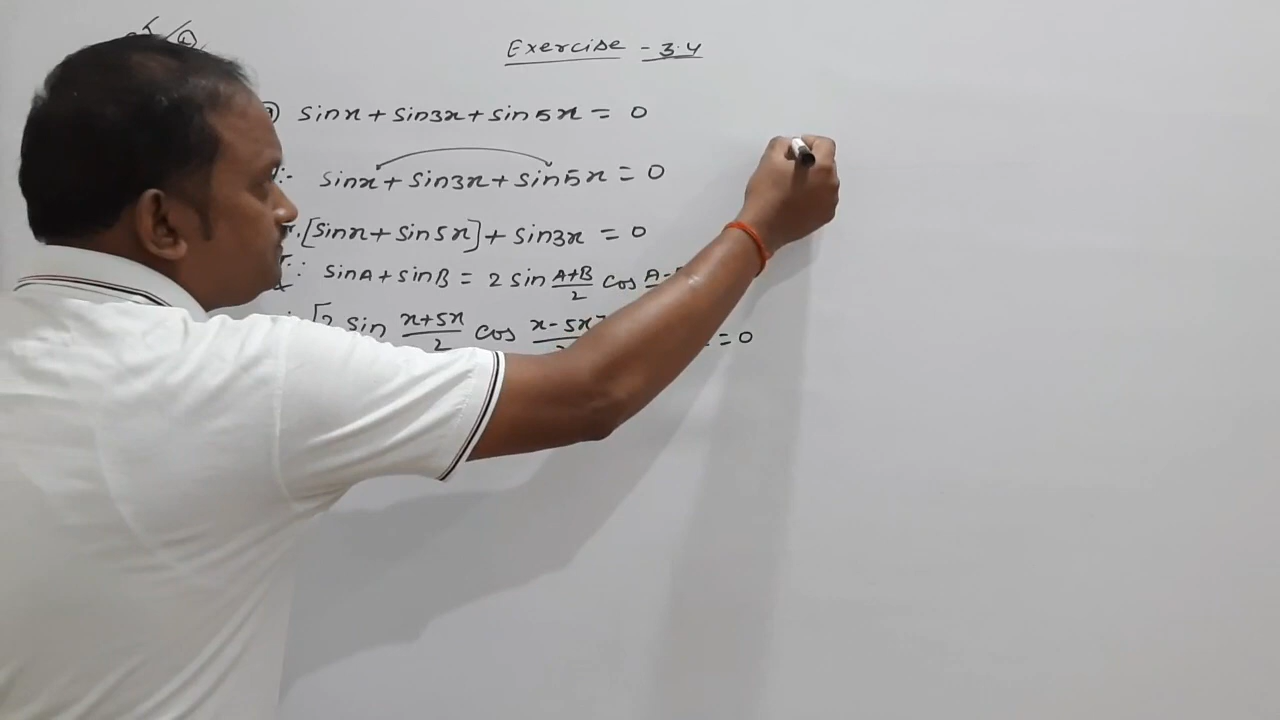 Exercise - 3.4
sinx + sin3x + sin5x = 0
:- sinx + sin3x + sin5x = 0
[sinx + sin5x] + sin3x = 0
∵ sinA + sinB = 2 sin A+B/2 cos
[2 sin x+5x/2 cos x-5x = 0